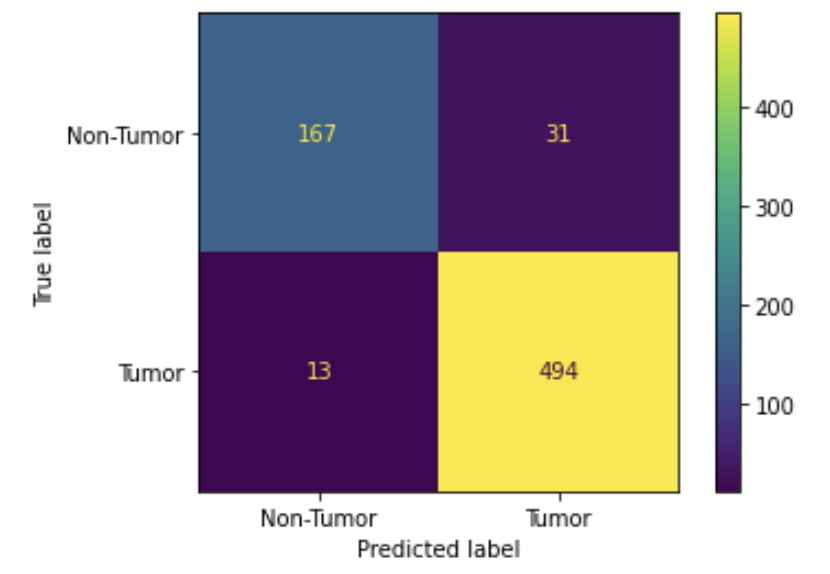 Non-Tumor
167
31
Tumor
13
494
Non-Tumor
Tumor
Predicted label
True label
400
300
200
100